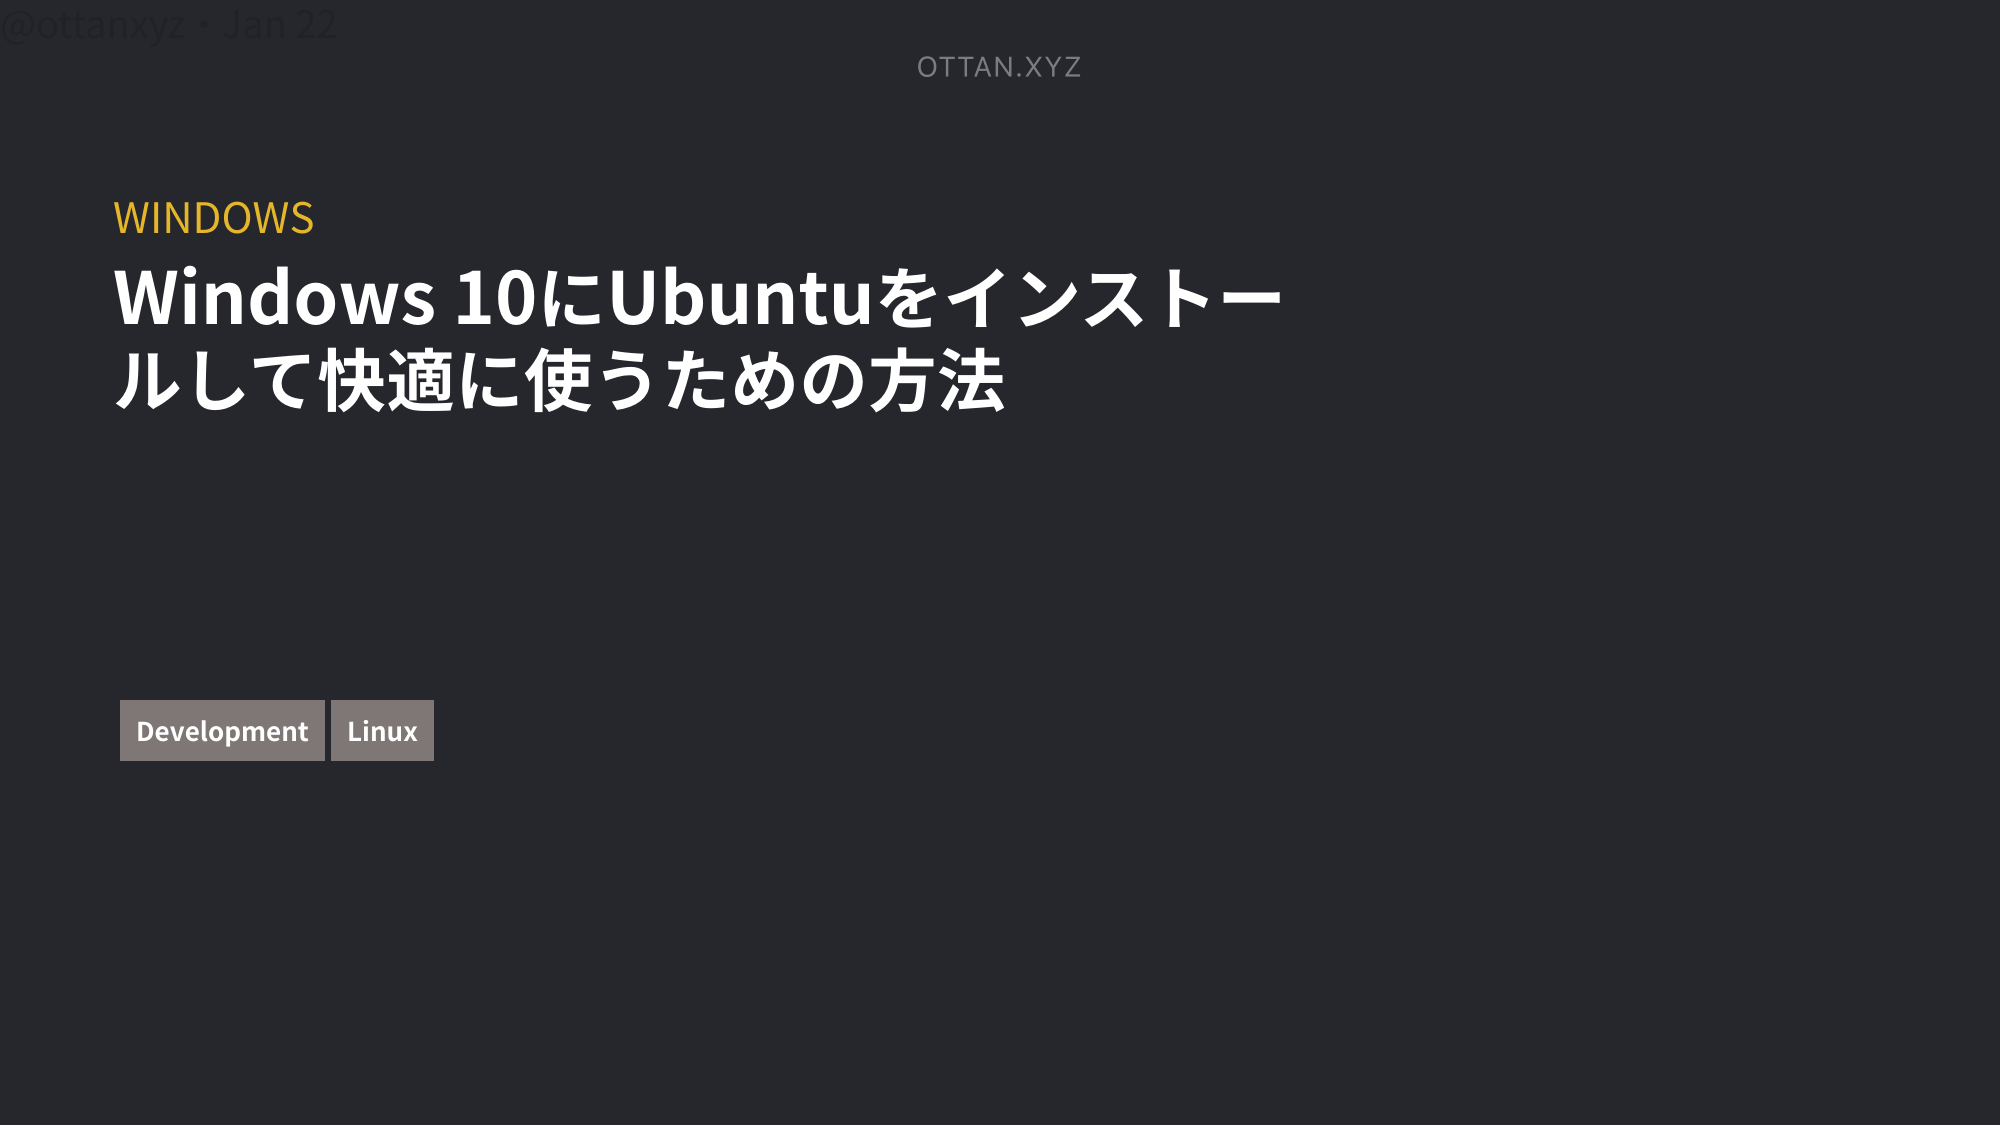 @ottanxyz・Jan 22
OTTAN.XYZ
WINDOWS
Windows 10にUbuntuをインストー
ルして快適に使うための方法
Development
Linux